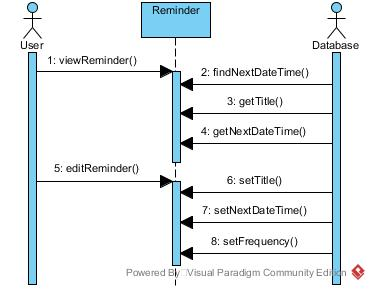 Reminder
User
Database
1: viewReminder()
2: findNextDateTime()
3: getTitle()
4: getNextDateTime()
5: editReminder()
6: setTitle()
7: setNextDateTime()
8: setFrequency()
Powered By Visual Paradigm Community Edition